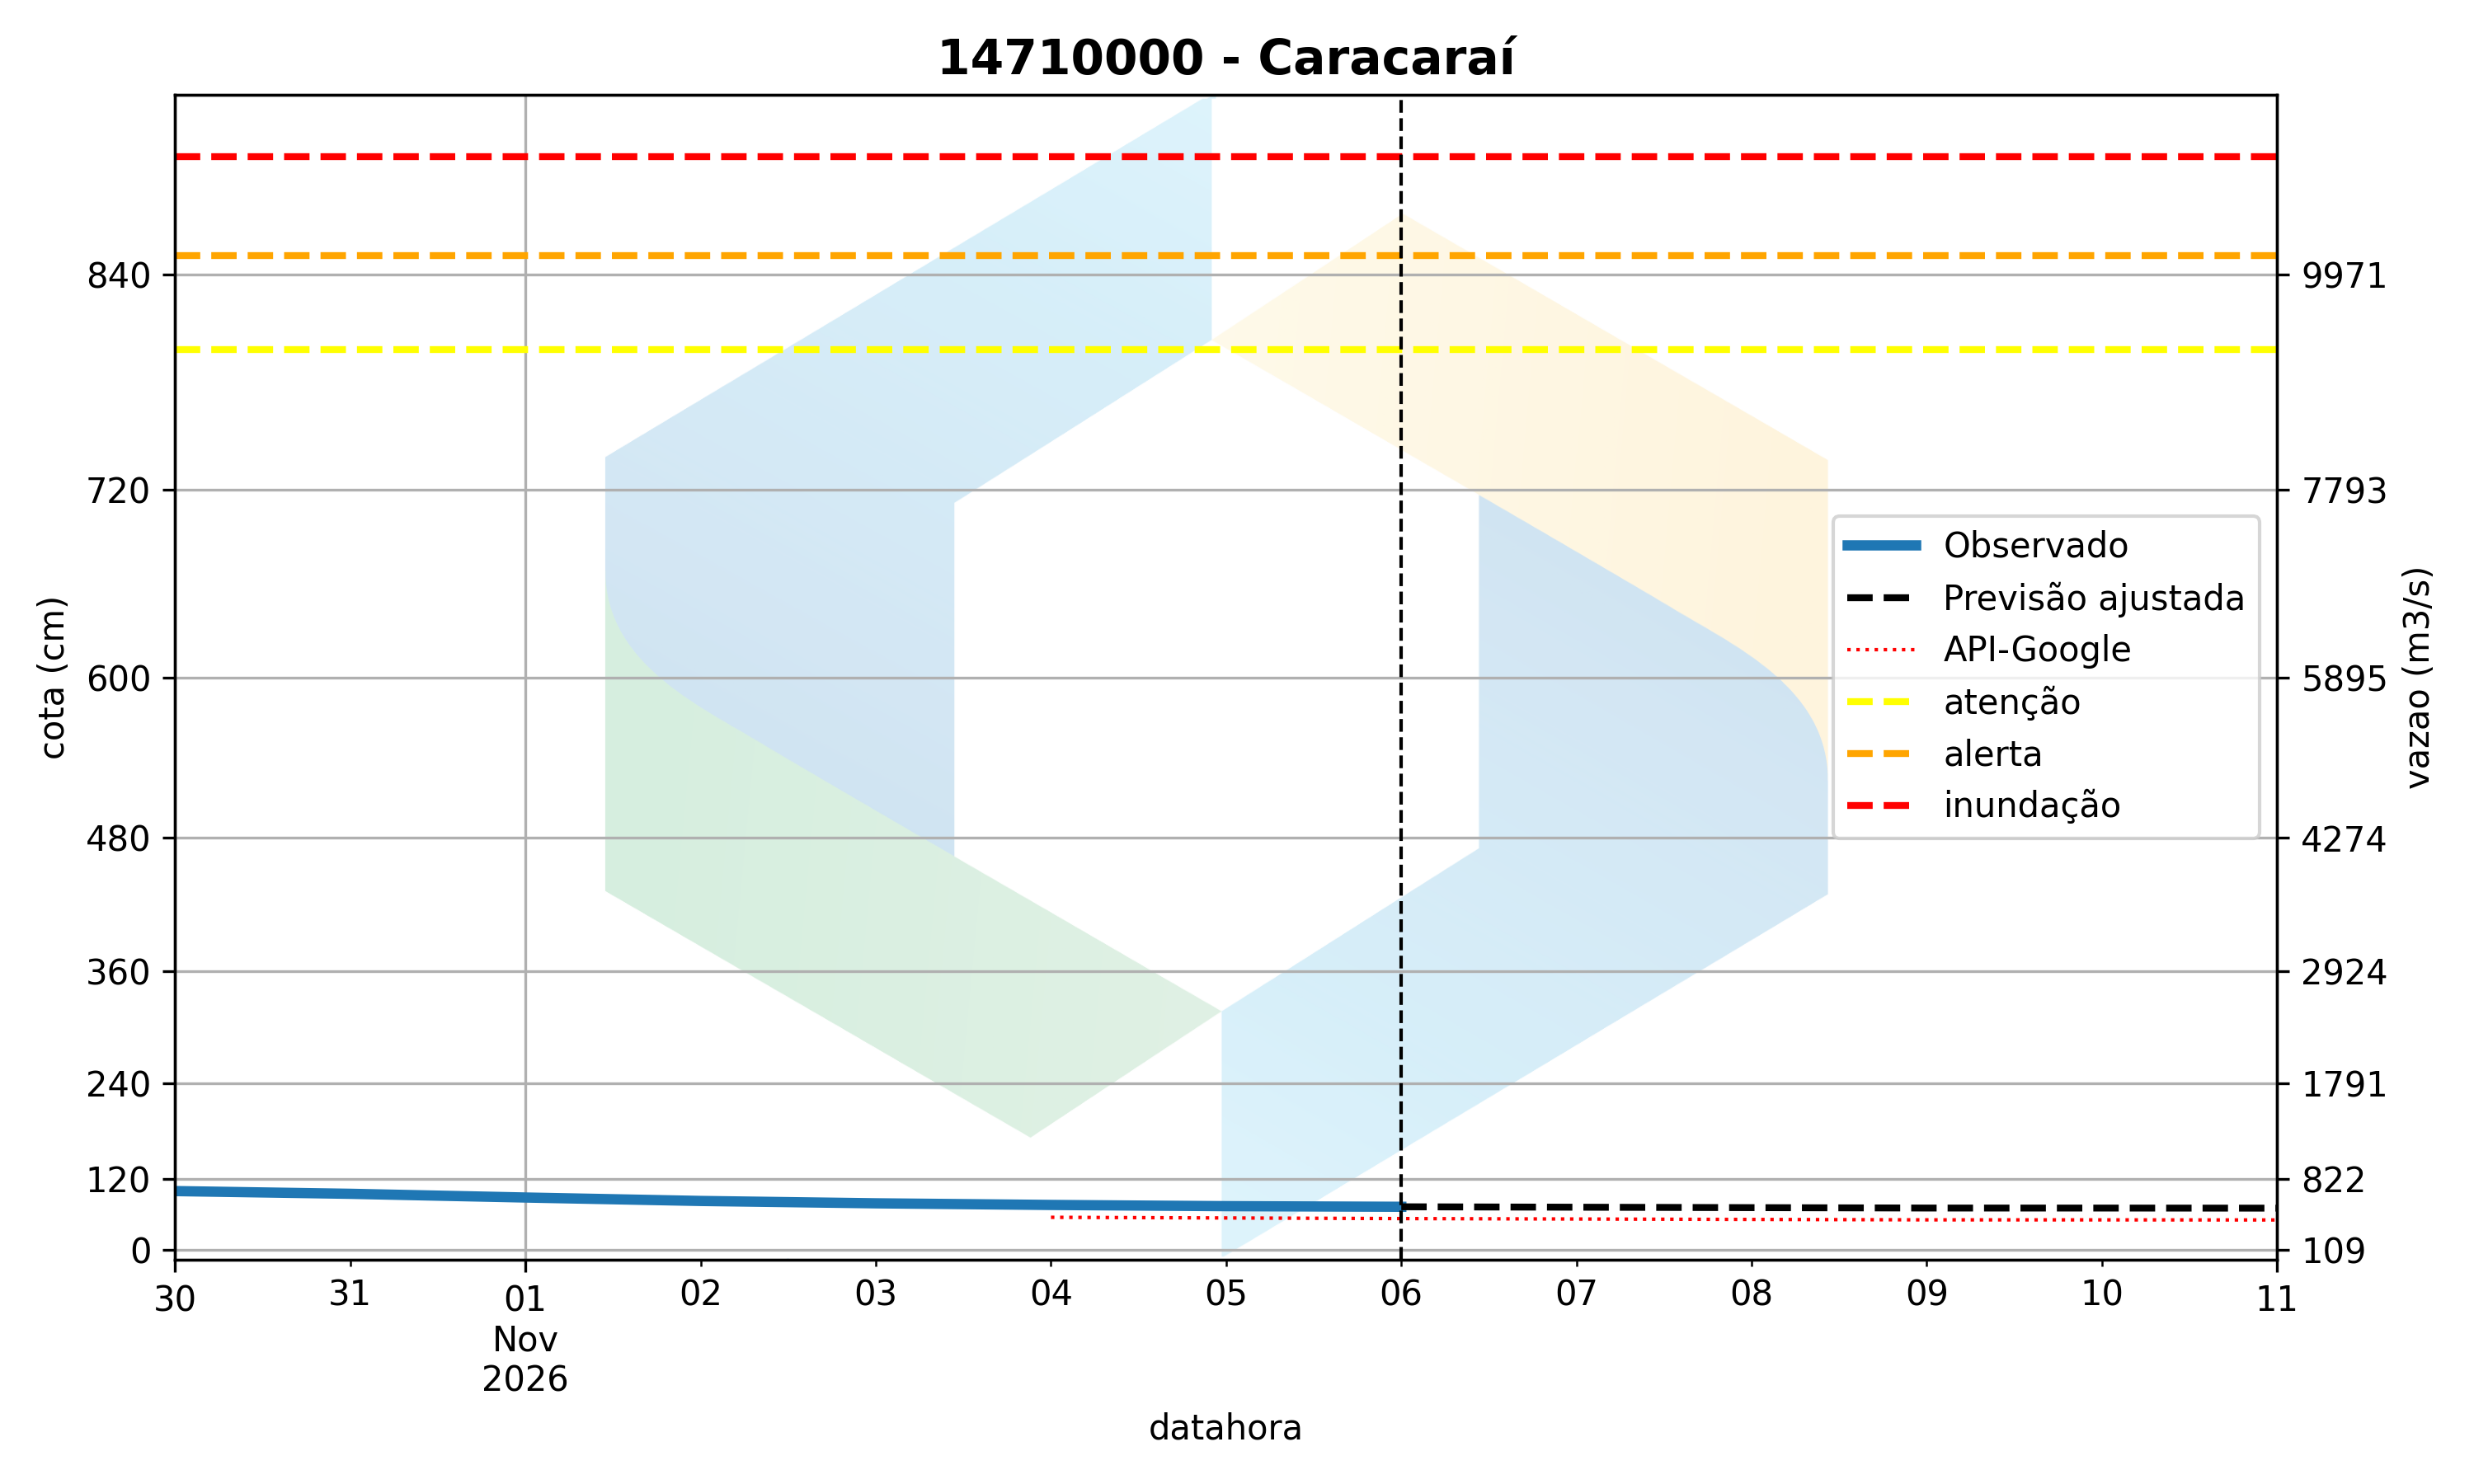 14710000 - Caracaraí
cota (cm)
840
720
600
480
360
240
120
0
9971
7793
5895
4274
2924
1791
822
109
vazao (m3/s)
Observado
Previsão ajustada
API-Google
atenção
alerta
inundação
30 31 01 02 03 04 05 06 07 08 09 10 11
Nov
2026
datahora